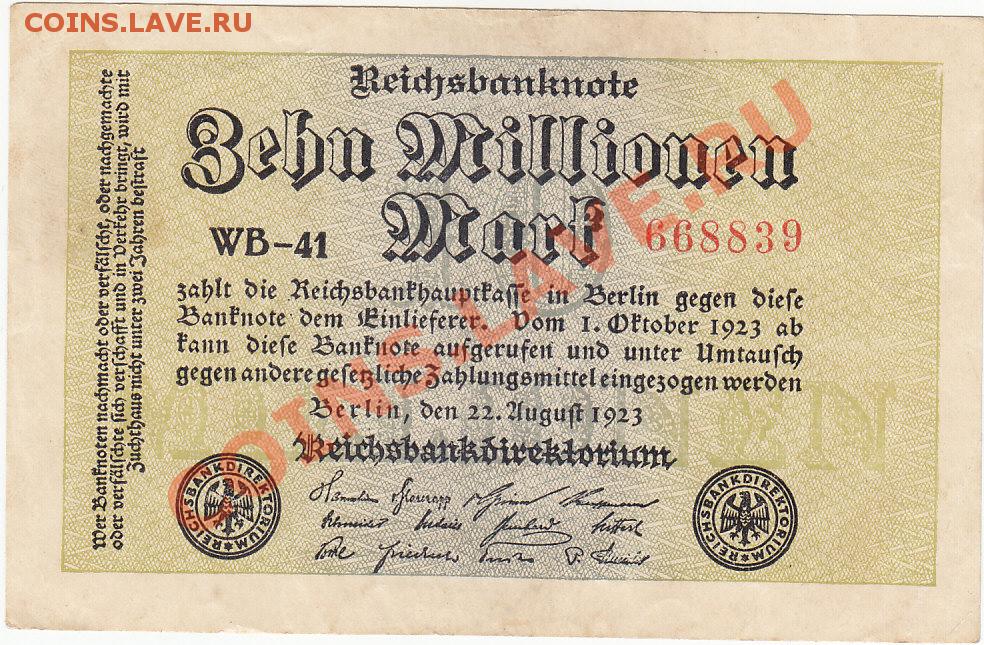 COINS.LAVE.RU
Reichsbanknote
Zehn Millionen
Mark
WB-41
668839
zahlt die Reichsbankhauptkasse in Berlin gegen diese
Banknote dem Einlieferer. Vom 1. Oktober 1923 ab
kann diese Banknote aufgerufen und unter Umtausch
gegen andere gesetzliche Zahlungsmittel eingezogen werden
Berlin, den 22. August 1923
Reichsbankdirektorium
REICHSBANKDIREKTORIUM
REICHSBANKDIREKTORIUM
Wer Banknoten nachmacht oder verfälscht, oder nachgemachte
oder verfälschte sich verschafft und in Verkehr bringt, wird mit
Zuchthaus nicht unter zwei Jahren bestraft
COINS.LAVE.RU